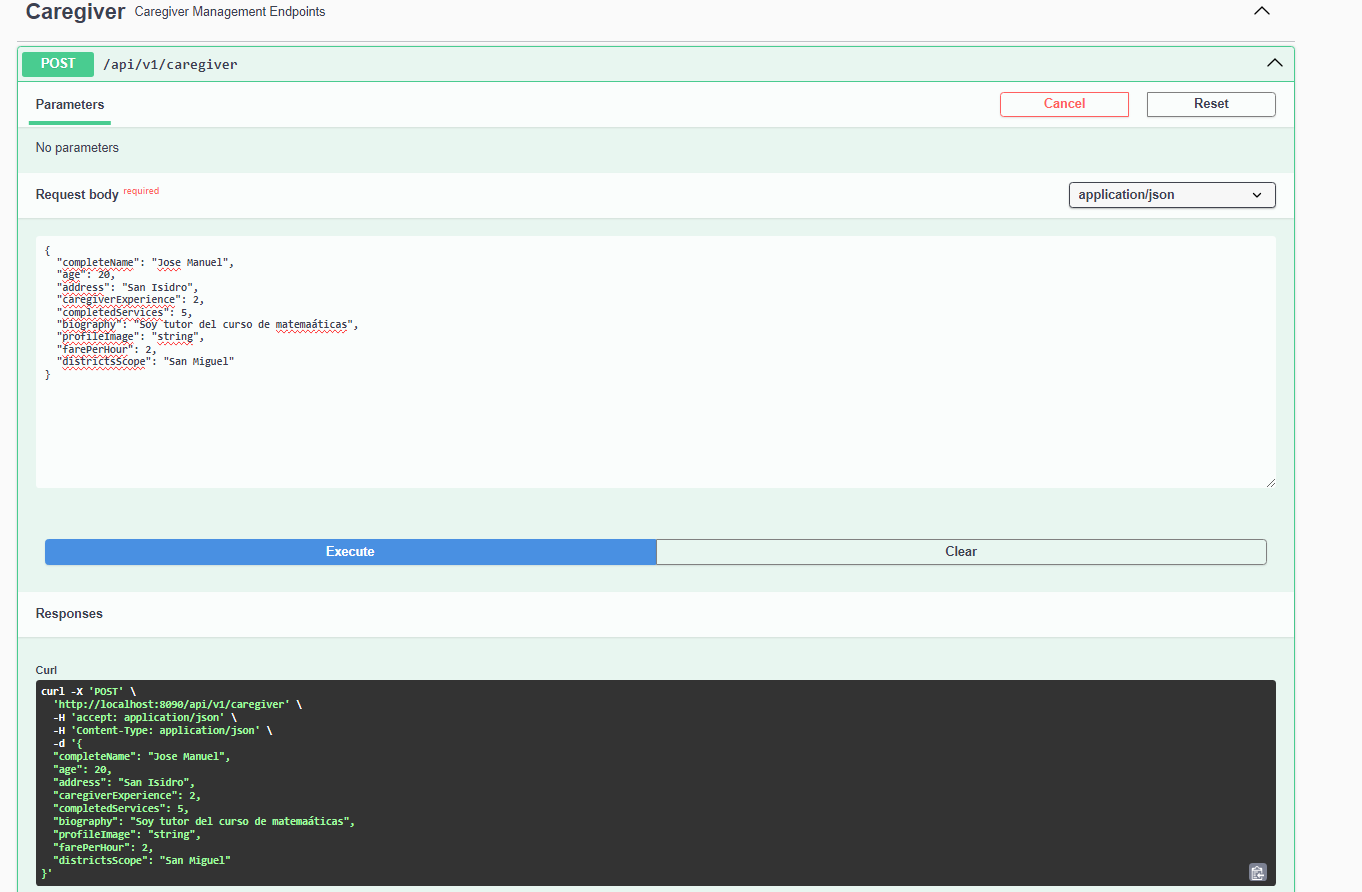 Caregiver Caregiver Management Endpoints
POST /api/v1/caregiver
Parameters
Cancel
Reset
No parameters
Request body required
application/json
{
  "completeName": "Jose Manuel",
  "age": 20,
  "address": "San Isidro",
  "caregiverExperience": 2,
  "completedServices": 5,
  "biography": "Soy tutor del curso de matemaáticas",
  "profileImage": "string",
  "farePerHour": 2,
  "districtsScope": "San Miguel"
}
Execute
Clear
Responses
Curl
curl -X 'POST' \
  'http://localhost:8090/api/v1/caregiver' \
  -H 'accept: application/json' \
  -H 'Content-Type: application/json' \
  -d '{
  "completeName": "Jose Manuel",
  "age": 20,
  "address": "San Isidro",
  "caregiverExperience": 2,
  "completedServices": 5,
  "biography": "Soy tutor del curso de matemaáticas",
  "profileImage": "string",
  "farePerHour": 2,
  "districtsScope": "San Miguel"
}'